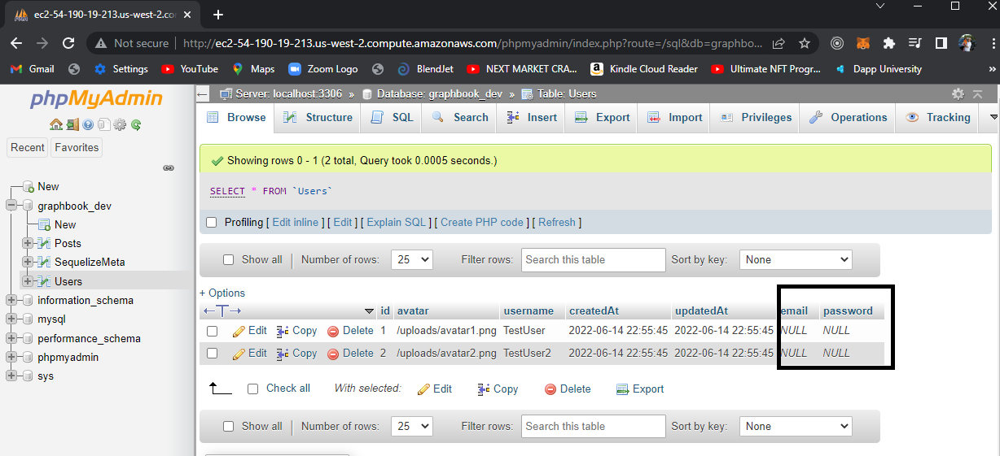 ec2-54-190-19-213.us-west-2.co
Not secure | http://ec2-54-190-19-213.us-west-2.compute.amazonaws.com/phpmyadmin/index.php?route=/sql&db=graphbo...
Gmail Settings YouTube Maps Zoom Logo BlendJet NEXT MARKET CRA... Kindle Cloud Reader Ultimate NFT Progr... Dapp University »
phpMyAdmin
Recent Favorites
New
graphbook_dev
New
Posts
SequelizeMeta
Users
information_schema
mysql
performance_schema
phpmyadmin
sys
Server: localhost:3306 » Database: graphbook_dev » Table: Users
Browse Structure SQL Search Insert Export Import Privileges Operations Tracking
Showing rows 0 - 1 (2 total, Query took 0.0005 seconds.)
SELECT * FROM `Users`
Profiling [ Edit inline ] [ Edit ] [ Explain SQL ] [ Create PHP code ] [ Refresh ]
Show all | Number of rows: 25 Filter rows: Search this table Sort by key: None
+ Options
←T→ id avatar username createdAt updatedAt email password
Edit Copy Delete 1 /uploads/avatar1.png TestUser 2022-06-14 22:55:45 2022-06-14 22:55:45 NULL NULL
Edit Copy Delete 2 /uploads/avatar2.png TestUser2 2022-06-14 22:55:45 2022-06-14 22:55:45 NULL NULL
Check all With selected: Edit Copy Delete Export
Show all | Number of rows: 25 Filter rows: Search this table Sort by key: None